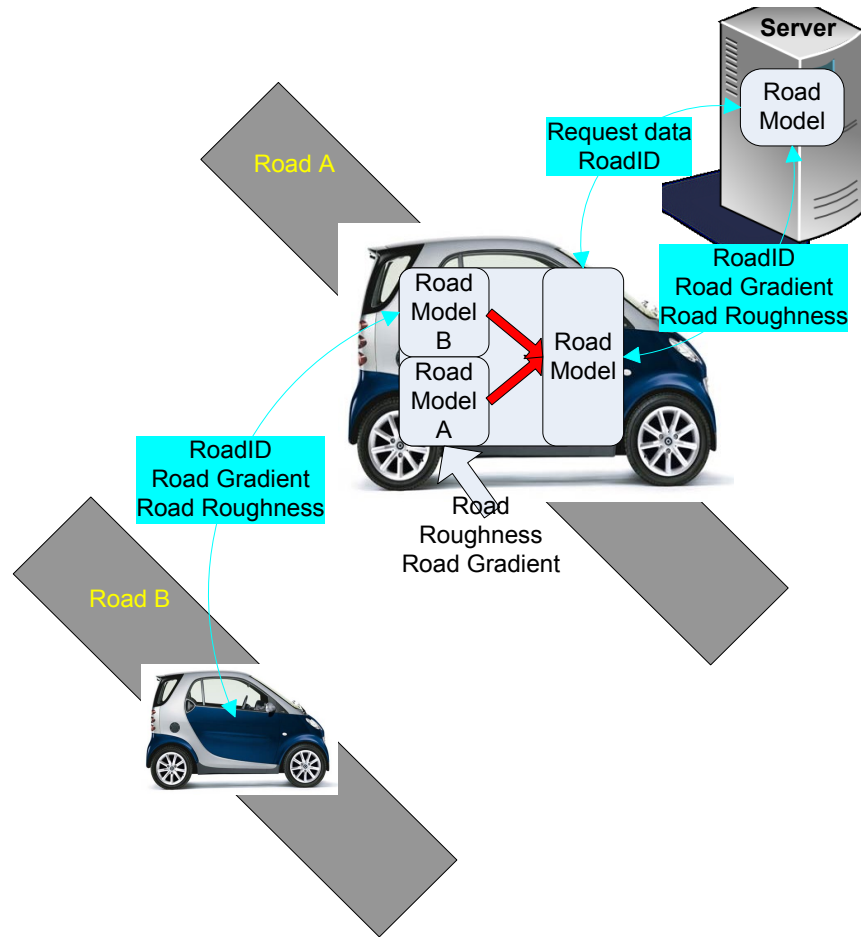 Server
Road
Model
Road A
Request data
RoadID
RoadID
Road Gradient
Road Roughness
Road
Model
B
Road
Model
Road
Model
A
RoadID
Road Gradient
Road Roughness
Road
Roughness
Road Gradient
Road B